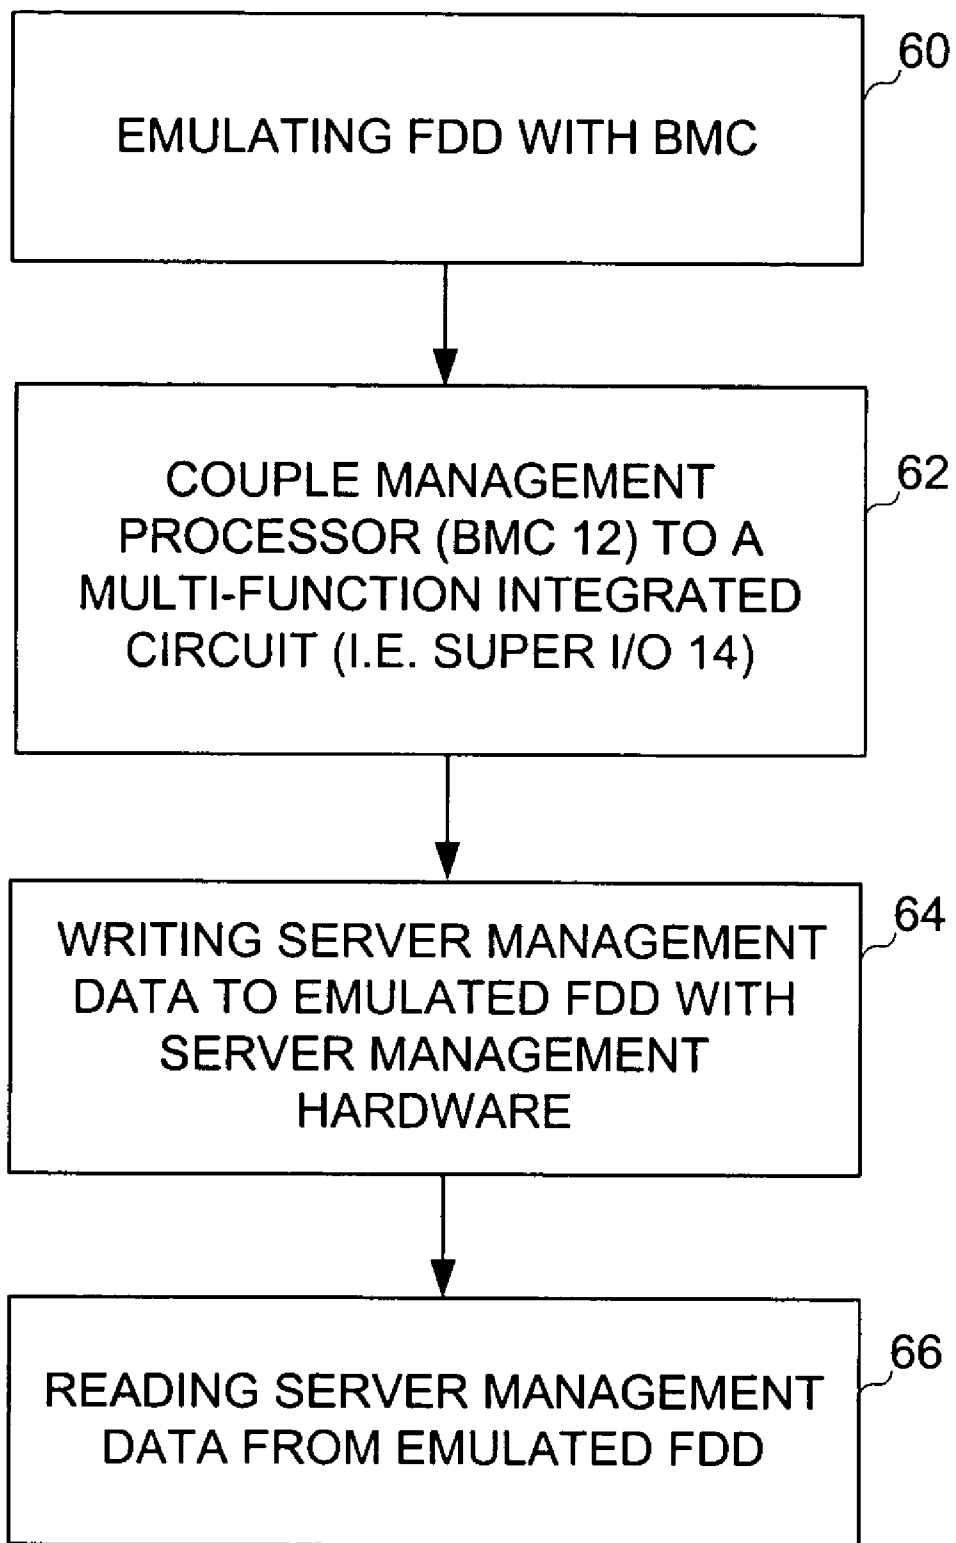 60
EMULATING FDD WITH BMC
62
COUPLE MANAGEMENT
PROCESSOR (BMC 12) TO A
MULTI-FUNCTION INTEGRATED
CIRCUIT (I.E. SUPER I/O 14)
64
WRITING SERVER MANAGEMENT
DATA TO EMULATED FDD WITH
SERVER MANAGEMENT
HARDWARE
66
READING SERVER MANAGEMENT
DATA FROM EMULATED FDD